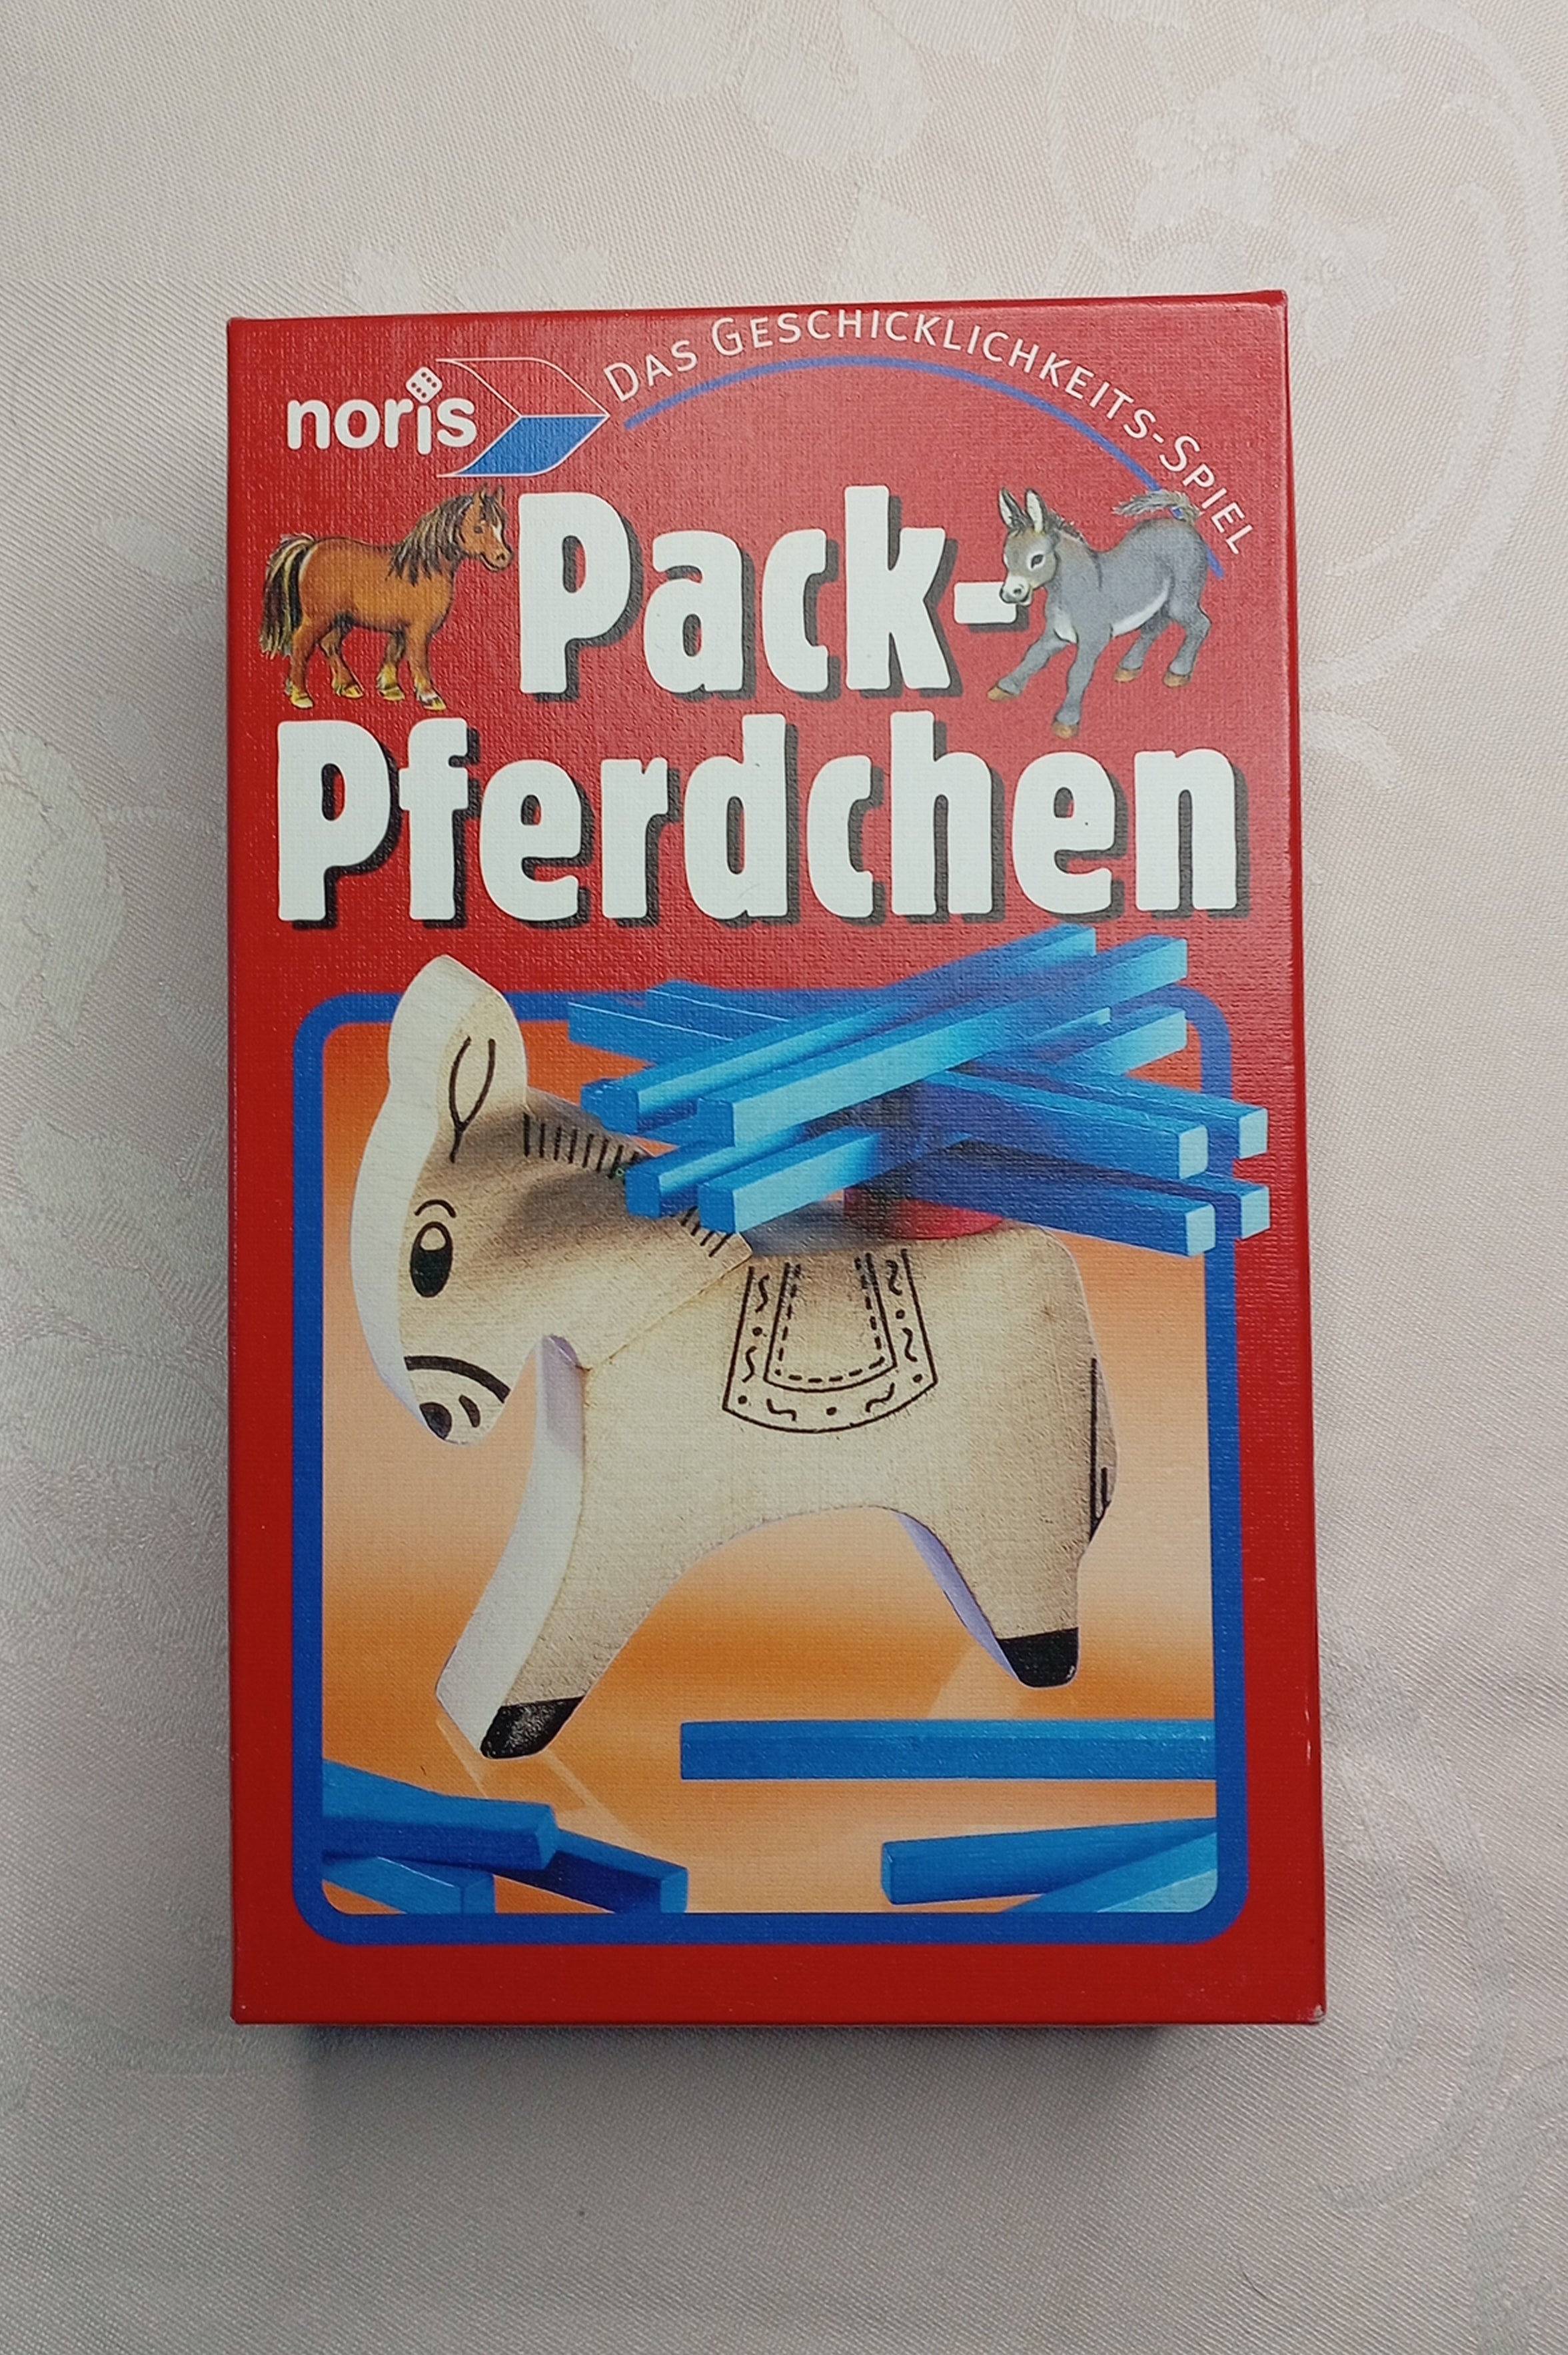 noris
DAS GESCHICKLICHKEITS-SPIEL
Pack-
Pferdchen